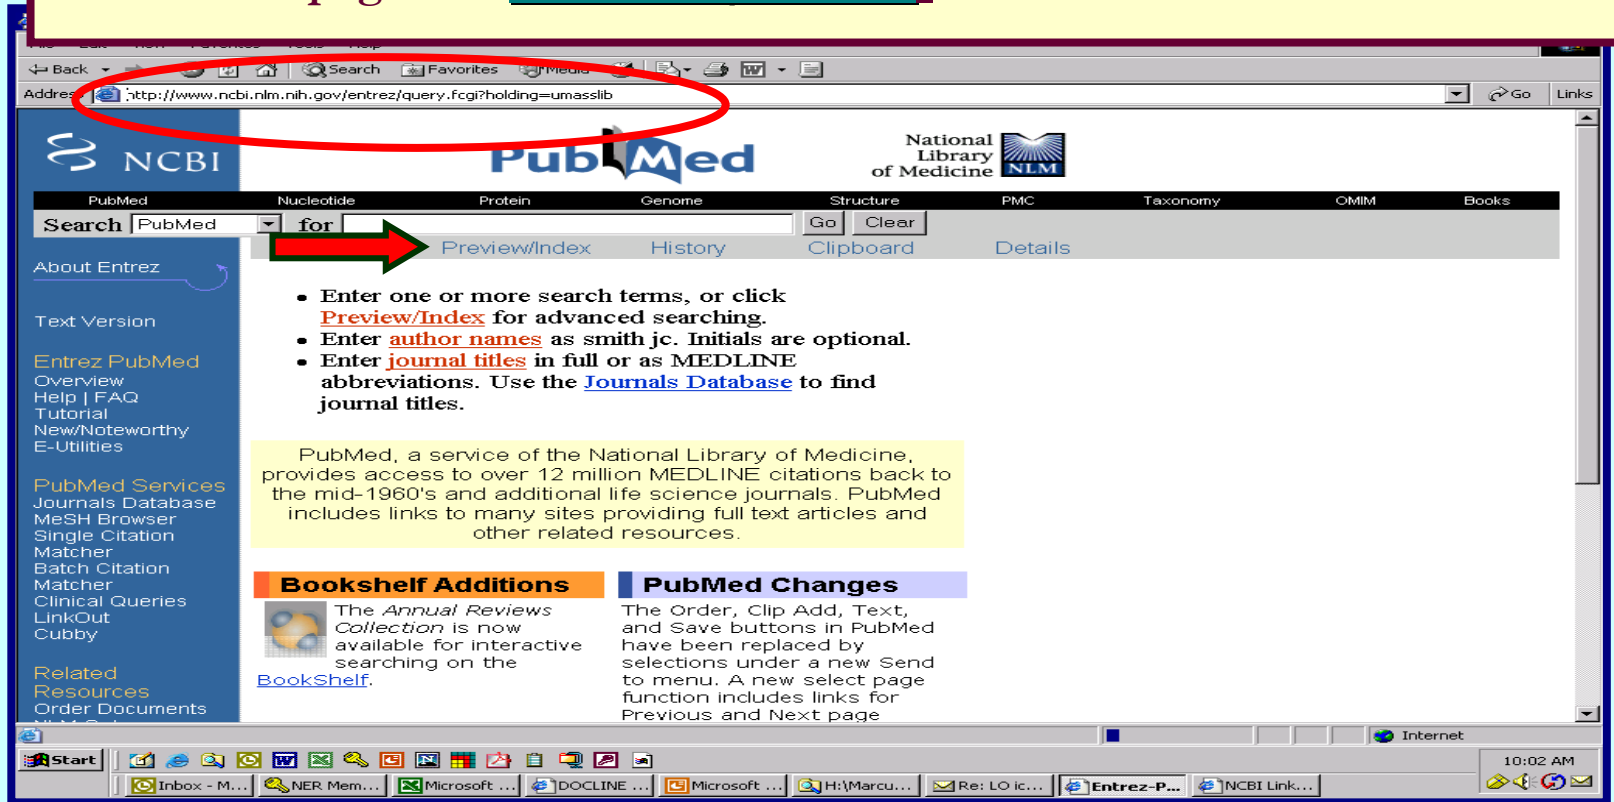 Back Search Favorites Media
Address http://www.ncbi.nlm.nih.gov/entrez/query.fcgi?holding=umasslib Go Links
NCBI PubMed National Library of Medicine NLM
PubMed Nucleotide Protein Genome Structure PMC Taxonomy OMIM Books
Search PubMed for Go Clear
Preview/Index History Clipboard Details
About Entrez
Text Version
Entrez PubMed
Overview
Help | FAQ
Tutorial
New/Noteworthy
E-Utilities
PubMed Services
Journals Database
MeSH Browser
Single Citation
Matcher
Batch Citation
Matcher
Clinical Queries
LinkOut
Cubby
Related
Resources
Order Documents
• Enter one or more search terms, or click
Preview/Index for advanced searching.
• Enter author names as smith jc. Initials are optional.
• Enter journal titles in full or as MEDLINE
abbreviations. Use the Journals Database to find
journal titles.
PubMed, a service of the National Library of Medicine,
provides access to over 12 million MEDLINE citations back to
the mid-1960's and additional life science journals. PubMed
includes links to many sites providing full text articles and
other related resources.
Bookshelf Additions
The Annual Reviews
Collection is now
available for interactive
searching on the
BookShelf.
PubMed Changes
The Order, Clip Add, Text,
and Save buttons in PubMed
have been replaced by
selections under a new Send
to menu. A new select page
function includes links for
Previous and Next page
Internet
Start 10:02 AM
Inbox - M... NER Mem... Microsoft ... DOCLINE ... Microsoft ... H:\Marcu... Re: LO ic... Entrez-P... NCBI Link...